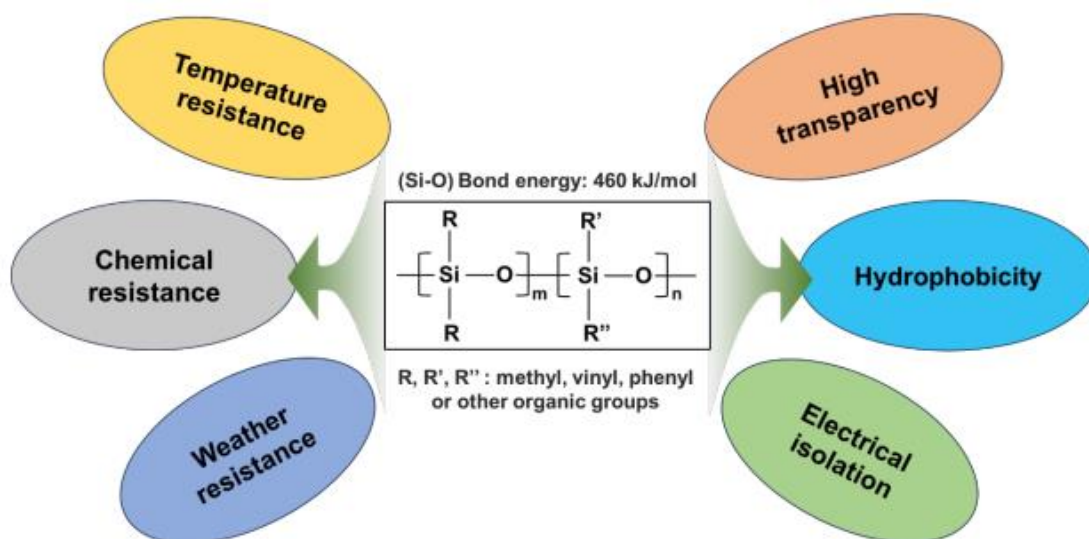 Temperature
resistance
High
transparency
(Si-O) Bond energy: 460 kJ/mol
R
R'
Si
O
m
Si
O
n
R
R''
Chemical
resistance
Hydrophobicity
R, R', R'' : methyl, vinyl, phenyl
or other organic groups
Weather
resistance
Electrical
isolation